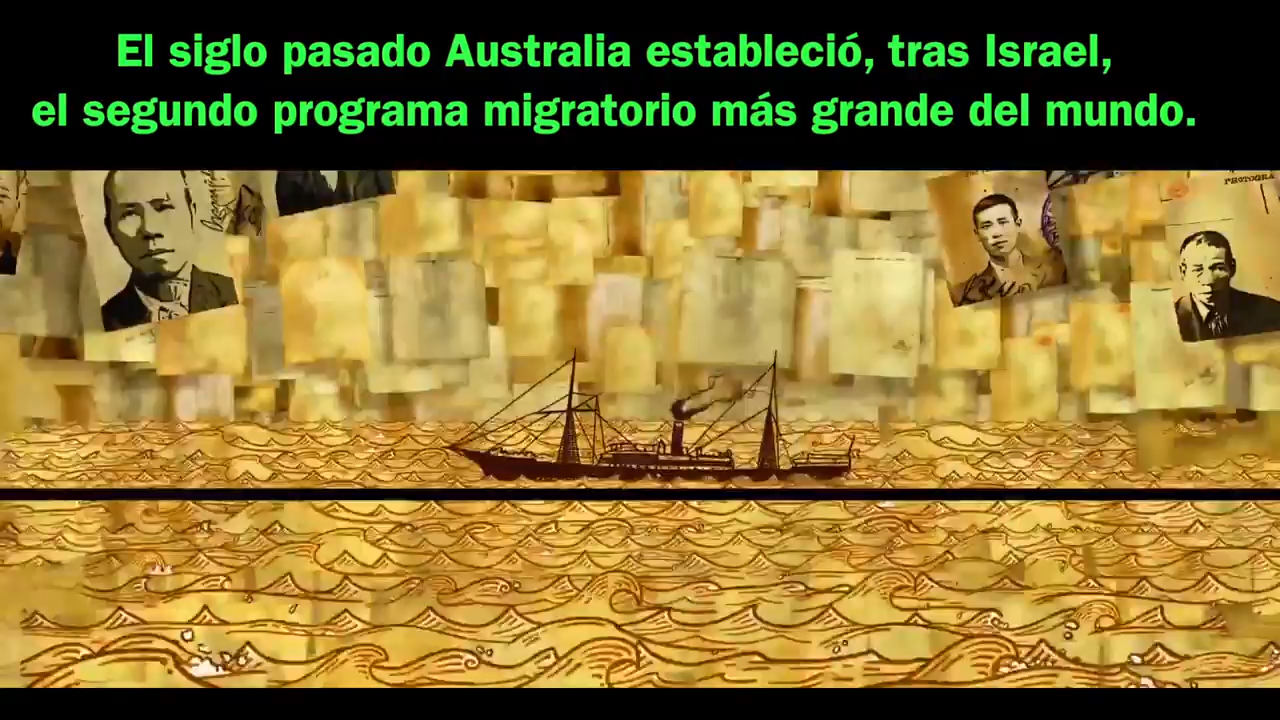 El siglo pasado Australia estableció, tras Israel,
el segundo programa migratorio más grande del mundo.